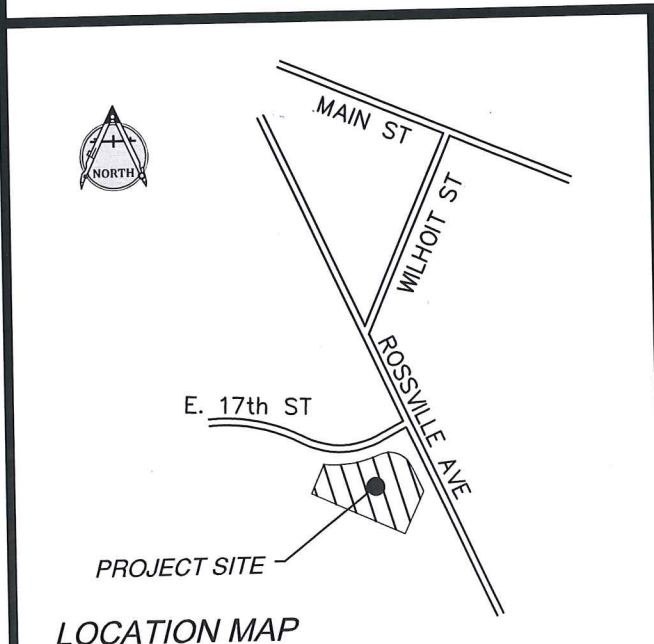 MAIN ST
NORTH
WILHOIT ST
ROSSVILLE AVE
E. 17th ST
PROJECT SITE
LOCATION MAP